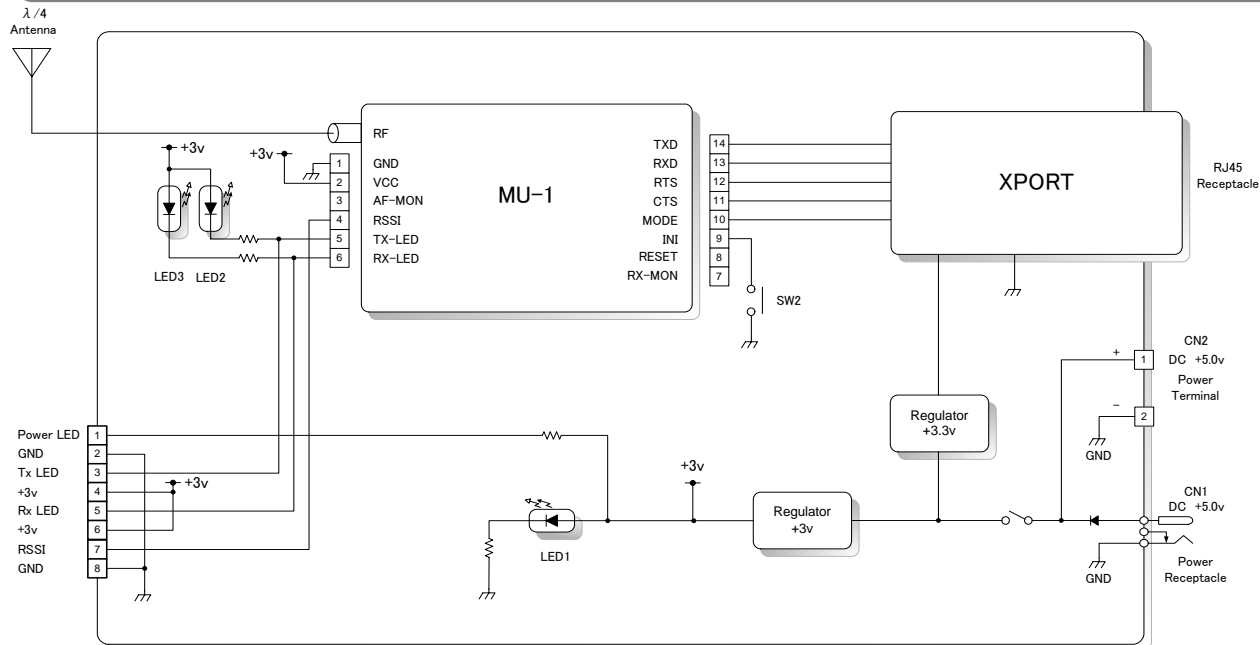 λ/4
Antenna
RF
+3v
+3v
1 GND
2 VCC
3 AF-MON
4 RSSI
5 TX-LED
6 RX-LED
MU-1
TXD 14
RXD 13
RTS 12
CTS 11
MODE 10
INI 9
RESET 8
RX-MON 7
XPORT
RJ45
Receptacle
LED3 LED2
SW2
CN2
DC +5.0v
Power
Terminal
+ 1
- 2
GND
Regulator
+3.3v
Power LED 1
GND 2
Tx LED 3
+3v 4
Rx LED 5
+3v 6
RSSI 7
GND 8
+3v
+3v
LED1
Regulator
+3v
CN1
DC +5.0v
GND
Power
Receptacle